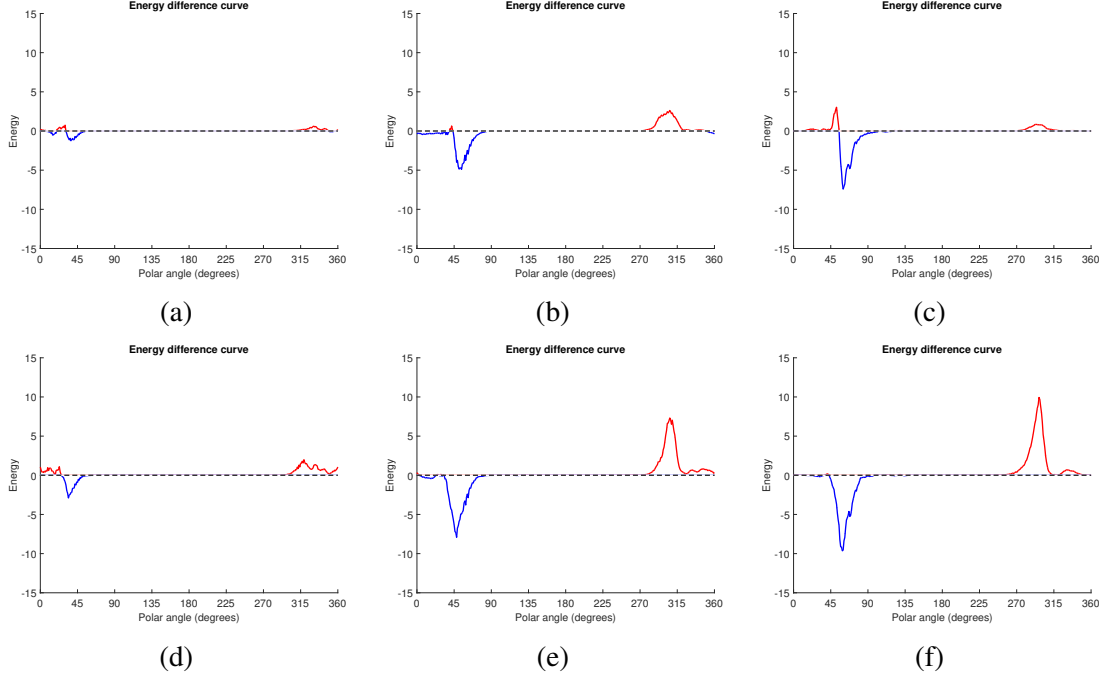 Energy difference curve Energy difference curve Energy difference curve
15 15 15
10 10 10
5 5 5
0 0 0
-5 -5 -5
-10 -10 -10
-15 -15 -15
Energy Energy Energy
0 45 90 135 180 225 270 315 360 0 45 90 135 180 225 270 315 360 0 45 90 135 180 225 270 315 360
Polar angle (degrees) Polar angle (degrees) Polar angle (degrees)
(a) (b) (c)
Energy difference curve Energy difference curve Energy difference curve
15 15 15
10 10 10
5 5 5
0 0 0
-5 -5 -5
-10 -10 -10
-15 -15 -15
Energy Energy Energy
0 45 90 135 180 225 270 315 360 0 45 90 135 180 225 270 315 360 0 45 90 135 180 225 270 315 360
Polar angle (degrees) Polar angle (degrees) Polar angle (degrees)
(d) (e) (f)